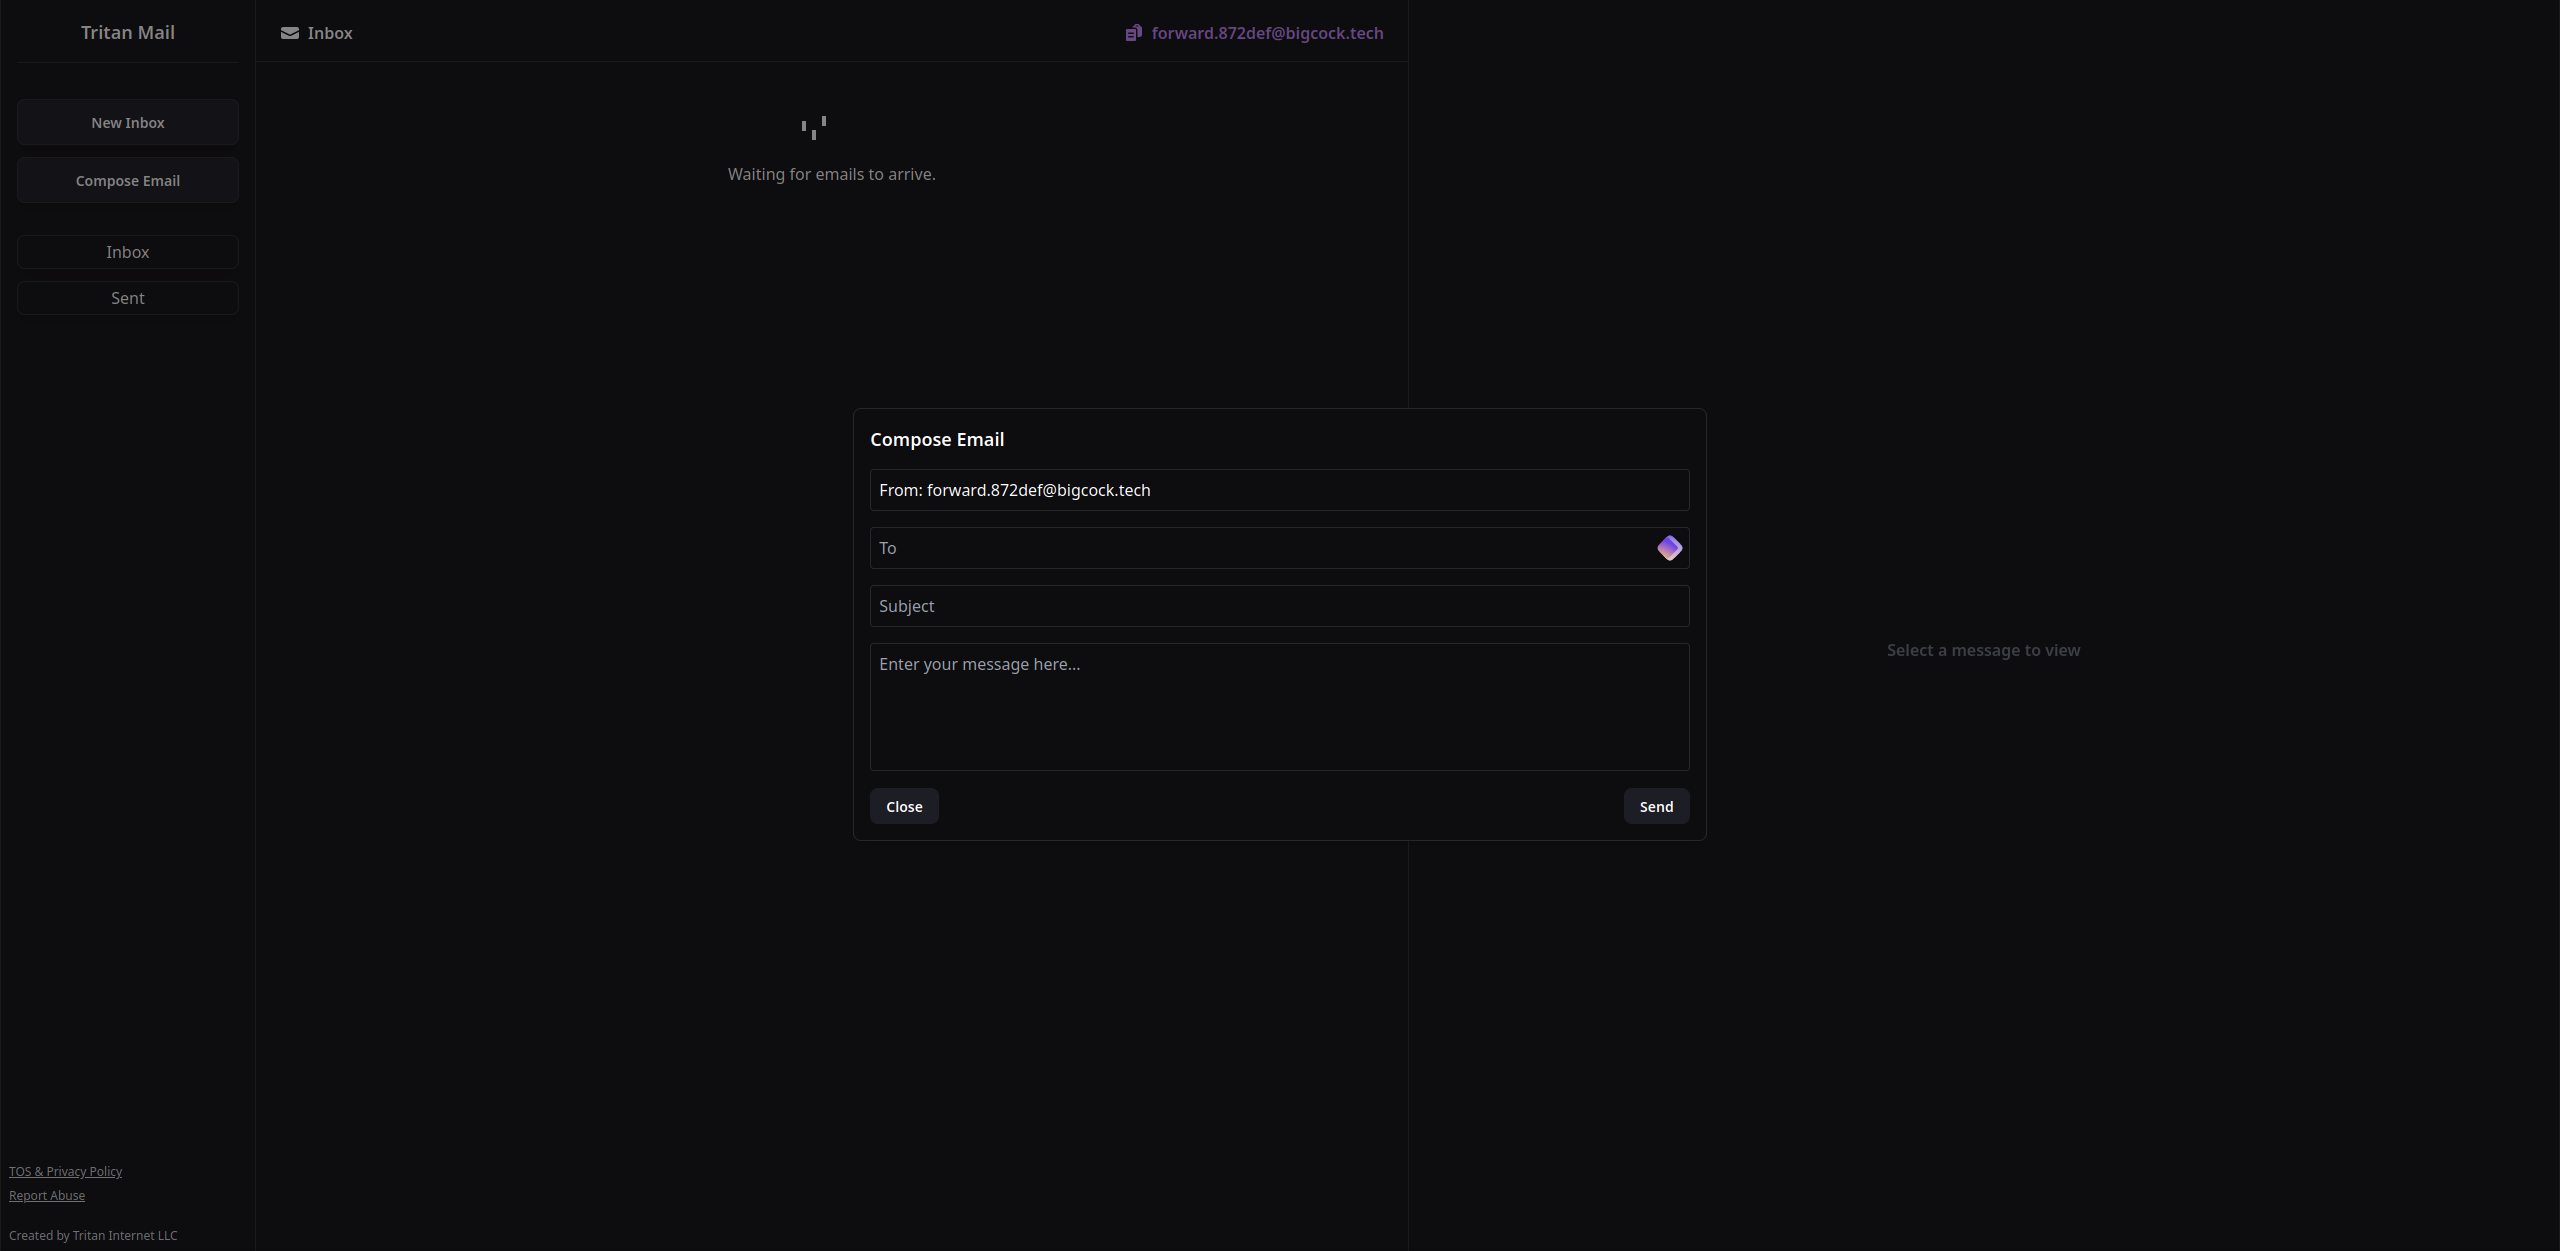 Tritan Mail
New Inbox
Compose Email
Inbox
Sent
TOS & Privacy Policy
Report Abuse
Created by Tritan Internet LLC
Inbox
forward.872def@bigcock.tech
Waiting for emails to arrive.
Compose Email
From: forward.872def@bigcock.tech
To
Subject
Enter your message here...
Close
Send
Select a message to view